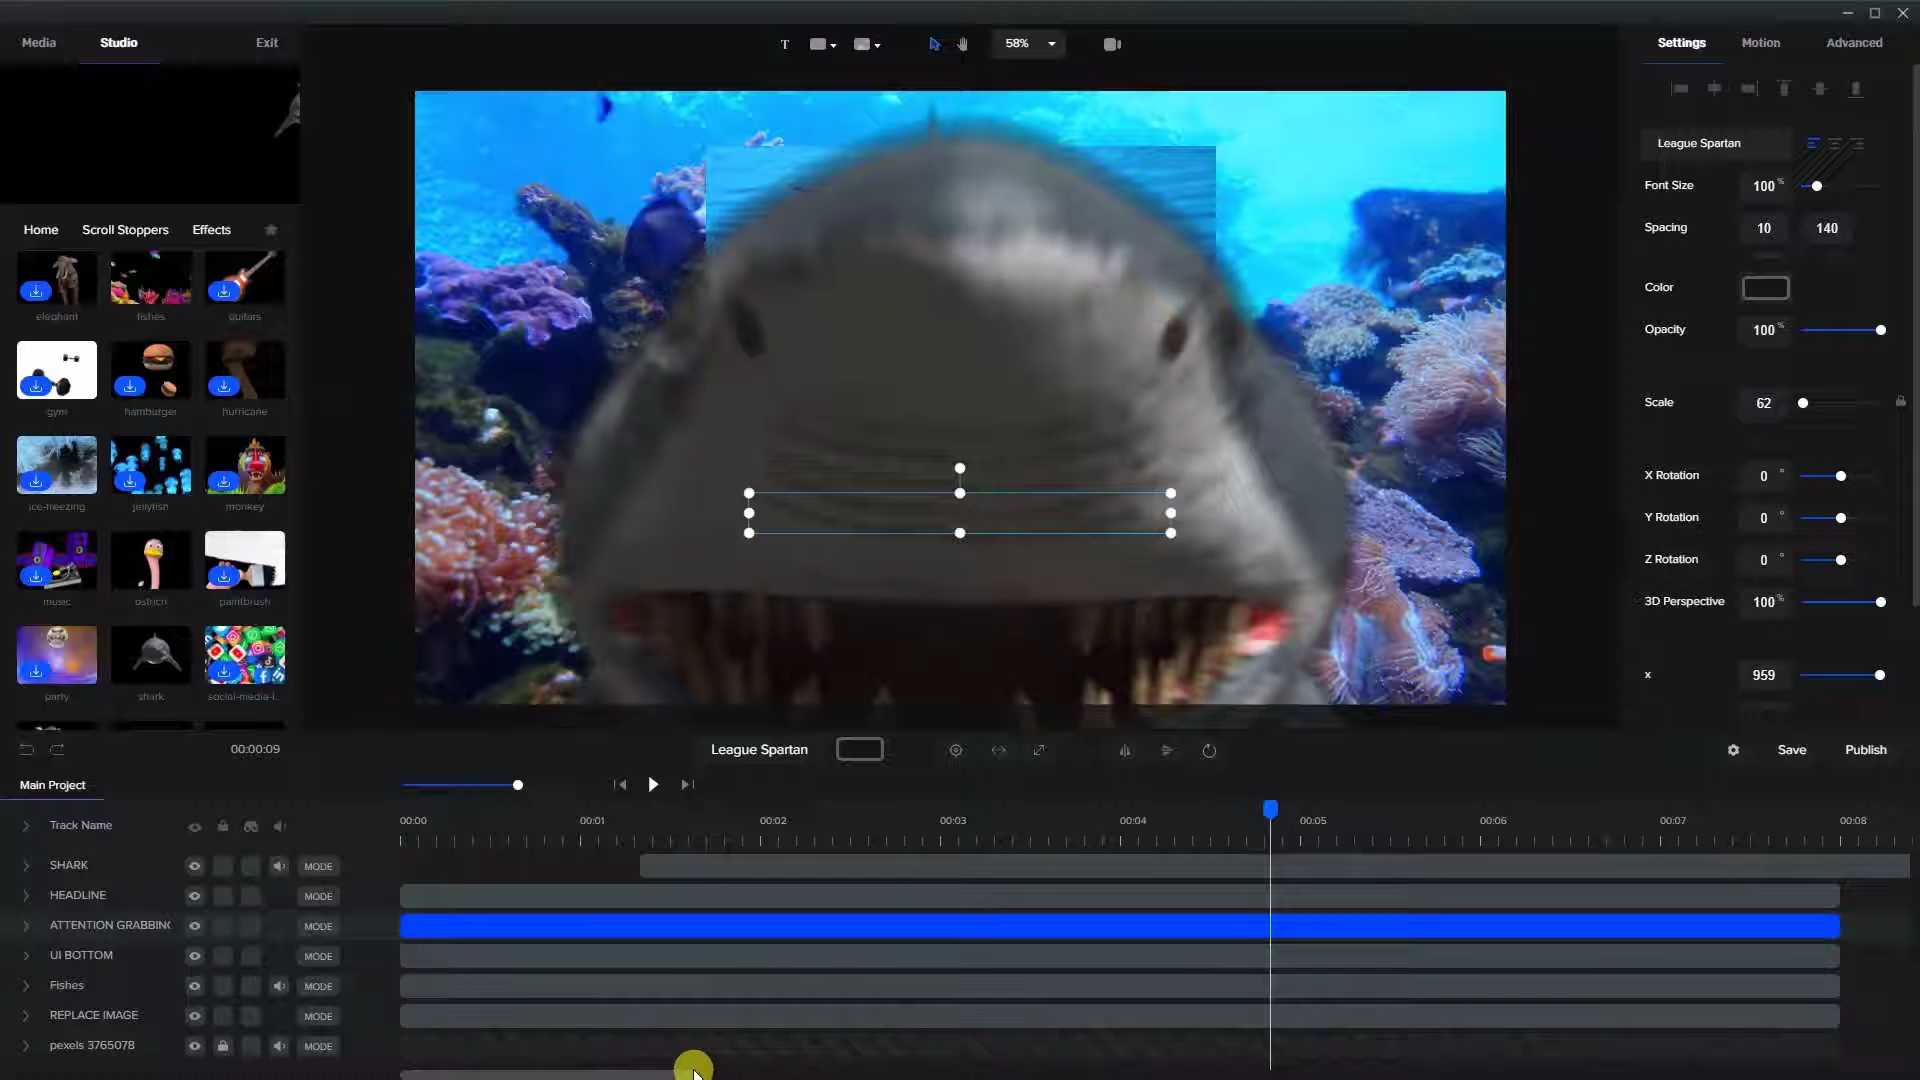 Media Studio Exit
T 58%
Settings Motion Advanced
League Spartan
Font Size 100 %
Spacing 10 140
Color
Opacity 100 %
Scale 62
X Rotation 0 °
Y Rotation 0 °
Z Rotation 0 °
3D Perspective 100 %
x 959
Home Scroll Stoppers Effects
elephant fishes guitars
gym hamburger hurricane
ice-freezing jellyfish monkey
music ostrich paintbrush
party shark social-media-l...
00:00:09
League Spartan
Save Publish
Main Project
Track Name
00:00 00:01 00:02 00:03 00:04 00:05 00:06 00:07 00:08
SHARK MODE
HEADLINE MODE
ATTENTION GRABBING MODE
UI BOTTOM MODE
Fishes MODE
REPLACE IMAGE MODE
pexels 3765078 MODE